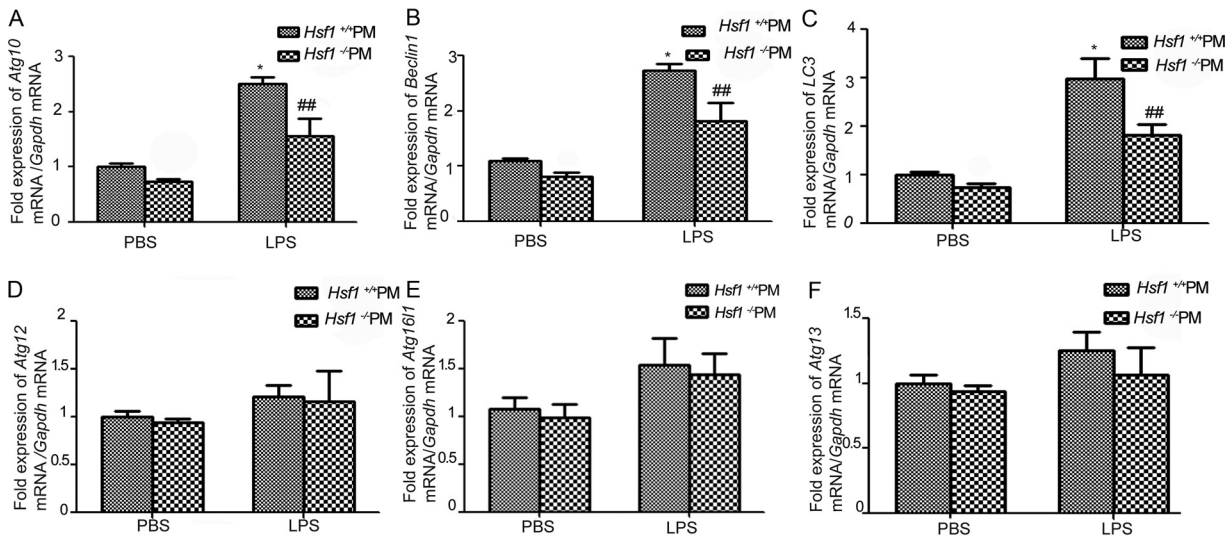 A
Fold expression of Atg10
mRNA/Gapdh mRNA
3
2
1
0
*
##
PBS
LPS
Hsf1 +/+PM
Hsf1 -/-PM
B
Fold expression of Beclin1
mRNA/Gapdh mRNA
3
2
1
0
*
##
PBS
LPS
Hsf1 +/+PM
Hsf1 -/-PM
C
Fold expression of LC3
mRNA/Gapdh mRNA
4
3
2
1
0
*
##
PBS
LPS
Hsf1 +/+PM
Hsf1 -/-PM
D
Fold expression of Atg12
mRNA/Gapdh mRNA
2
1.5
1
0.5
0
PBS
LPS
Hsf1 +/+PM
Hsf1 -/-PM
E
Fold expression of Atg16l1
mRNA/Gapdh mRNA
2
1.5
1
0.5
0
PBS
LPS
Hsf1 +/+PM
Hsf1 -/-PM
F
Fold expression of Atg13
mRNA/Gapdh mRNA
1.5
1
0.5
0
PBS
LPS
Hsf1 +/+PM
Hsf1 -/-PM